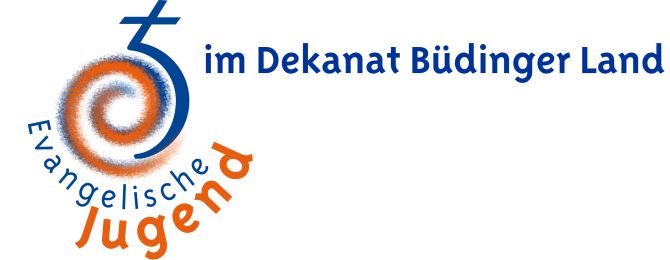 im Dekanat Büdinger Land
Evangelische
Jugend